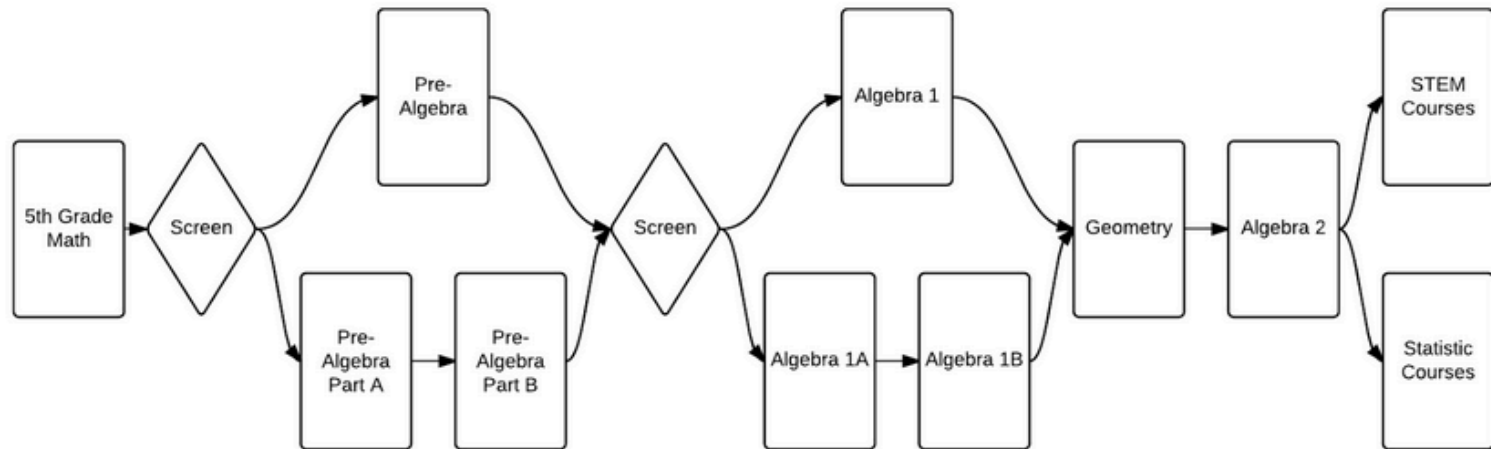 5th Grade
Math
Screen
Pre-
Algebra
Pre-
Algebra
Part A
Pre-
Algebra
Part B
Screen
Algebra 1
Algebra 1A
Algebra 1B
Geometry
Algebra 2
STEM
Courses
Statistic
Courses